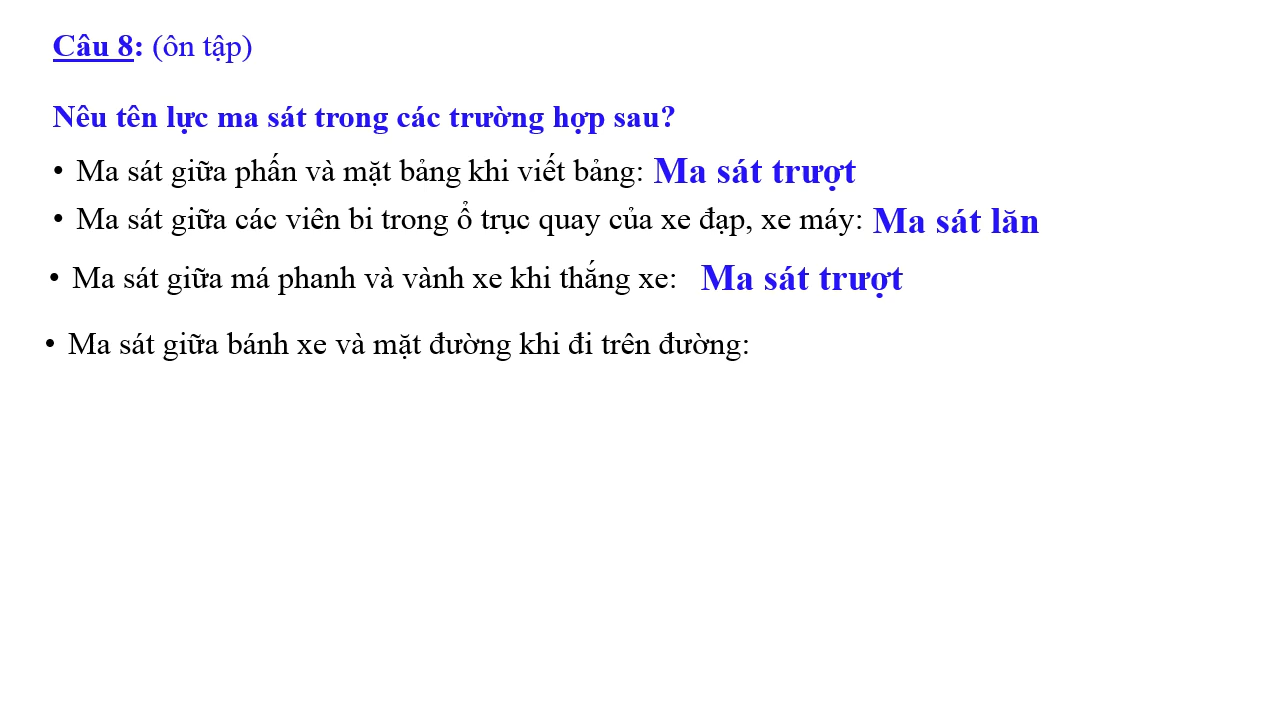 Câu 8: (ôn tập)
Nêu tên lực ma sát trong các trường hợp sau?
• Ma sát giữa phấn và mặt bảng khi viết bảng: Ma sát trượt
• Ma sát giữa các viên bi trong ổ trục quay của xe đạp, xe máy: Ma sát lăn
• Ma sát giữa má phanh và vành xe khi thắng xe: Ma sát trượt
• Ma sát giữa bánh xe và mặt đường khi đi trên đường: